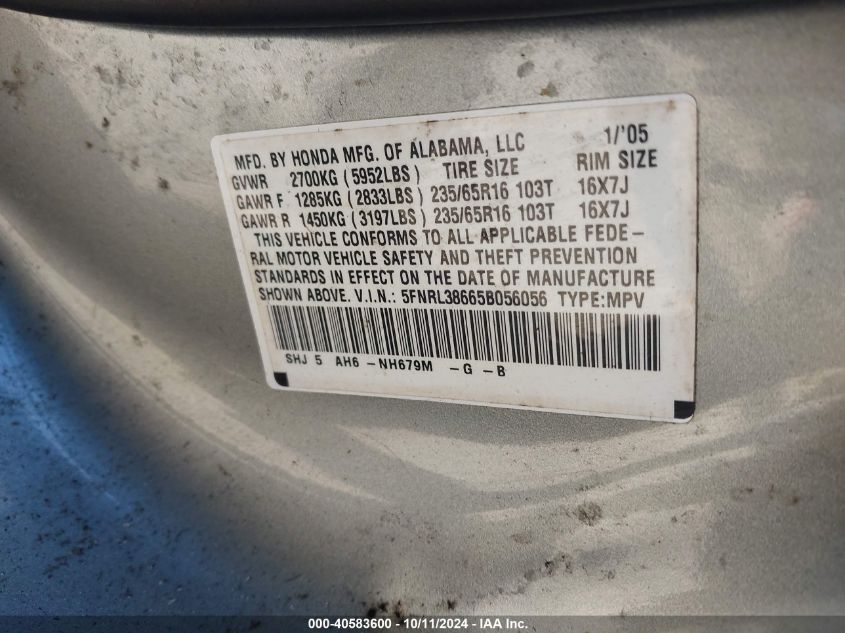 MFD. BY HONDA MFG. OF ALABAMA, LLC 1/'05
GVWR 2700KG (5952LBS) TIRE SIZE RIM SIZE
GAWR F 1285KG (2833LBS) 235/65R16 103T 16X7J
GAWR R 1450KG (3197LBS) 235/65R16 103T 16X7J
THIS VEHICLE CONFORMS TO ALL APPLICABLE FEDE-
RAL MOTOR VEHICLE SAFETY AND THEFT PREVENTION
STANDARDS IN EFFECT ON THE DATE OF MANUFACTURE
SHOWN ABOVE. V.I.N.: 5FNRL38665B056056 TYPE:MPV
SHJ 5 AH6 -NH679M -G -B
000-40583600 - 10/11/2024 - IAA Inc.